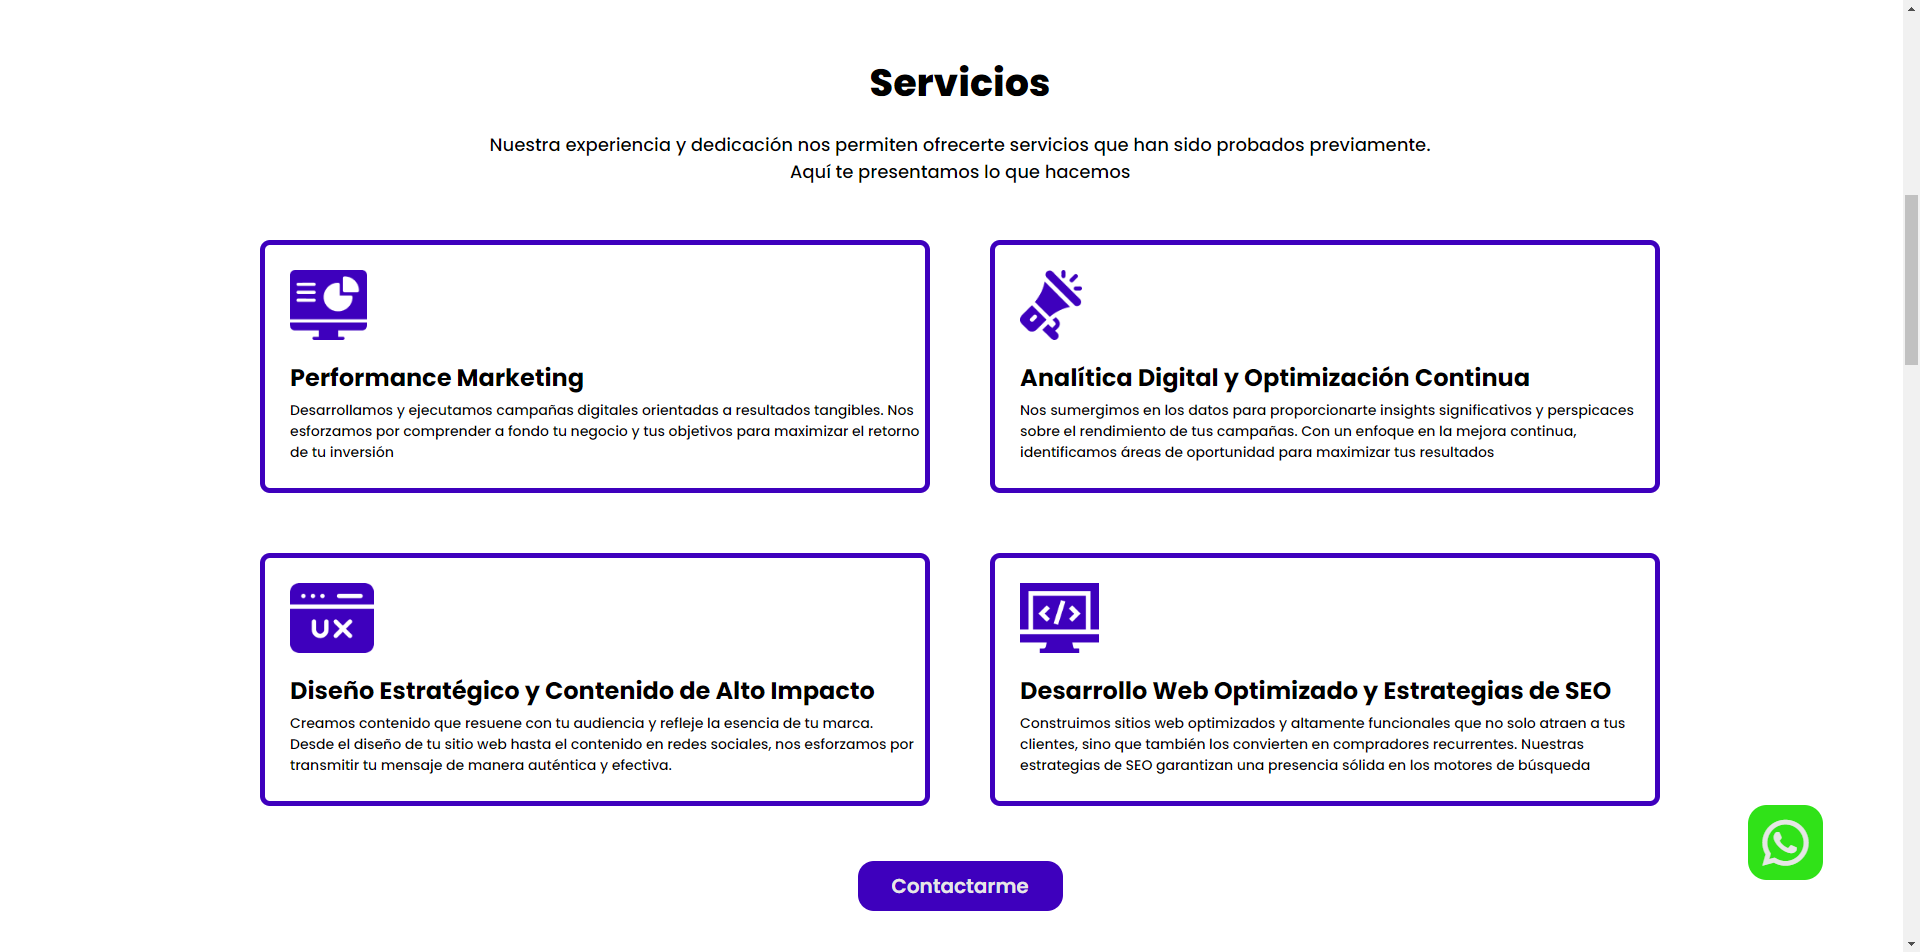 Servicios
Nuestra experiencia y dedicación nos permiten ofrecerte servicios que han sido probados previamente.
Aquí te presentamos lo que hacemos
Performance Marketing
Desarrollamos y ejecutamos campañas digitales orientadas a resultados tangibles. Nos
esforzamos por comprender a fondo tu negocio y tus objetivos para maximizar el retorno
de tu inversión
Analítica Digital y Optimización Continua
Nos sumergimos en los datos para proporcionarte insights significativos y perspicaces
sobre el rendimiento de tus campañas. Con un enfoque en la mejora continua,
identificamos áreas de oportunidad para maximizar tus resultados
UX
Diseño Estratégico y Contenido de Alto Impacto
Creamos contenido que resuene con tu audiencia y refleje la esencia de tu marca.
Desde el diseño de tu sitio web hasta el contenido en redes sociales, nos esforzamos por
transmitir tu mensaje de manera auténtica y efectiva.
</>
Desarrollo Web Optimizado y Estrategias de SEO
Construimos sitios web optimizados y altamente funcionales que no solo atraen a tus
clientes, sino que también los convierten en compradores recurrentes. Nuestras
estrategias de SEO garantizan una presencia sólida en los motores de búsqueda
Contactarme